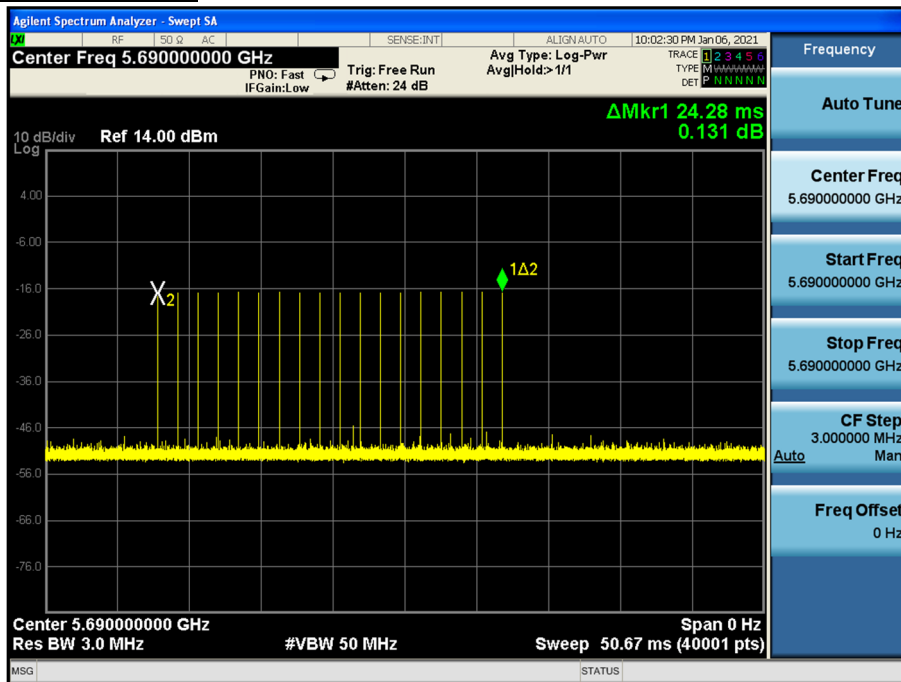 Agilent Spectrum Analyzer - Swept SA
LXI RF 50 Ω AC SENSE:INT ALIGN AUTO 10:02:30 PM Jan 06, 2021
Center Freq 5.690000000 GHz
PNO: Fast
IFGain:Low
Trig: Free Run
#Atten: 24 dB
Avg Type: Log-Pwr
Avg|Hold:>1/1
TRACE 1 2 3 4 5 6
TYPE M
DET P N N N N N
ΔMkr1 24.28 ms
0.131 dB
10 dB/div Ref 14.00 dBm
Log
4.00
-6.00
-16.0
-26.0
-36.0
-46.0
-56.0
-66.0
-76.0
X2
1Δ2
Center 5.690000000 GHz Span 0 Hz
Res BW 3.0 MHz #VBW 50 MHz Sweep 50.67 ms (40001 pts)
MSG STATUS
Frequency
Auto Tune
Center Freq
5.690000000 GHz
Start Freq
5.690000000 GHz
Stop Freq
5.690000000 GHz
CF Step
3.000000 MHz
Auto Man
Freq Offset
0 Hz